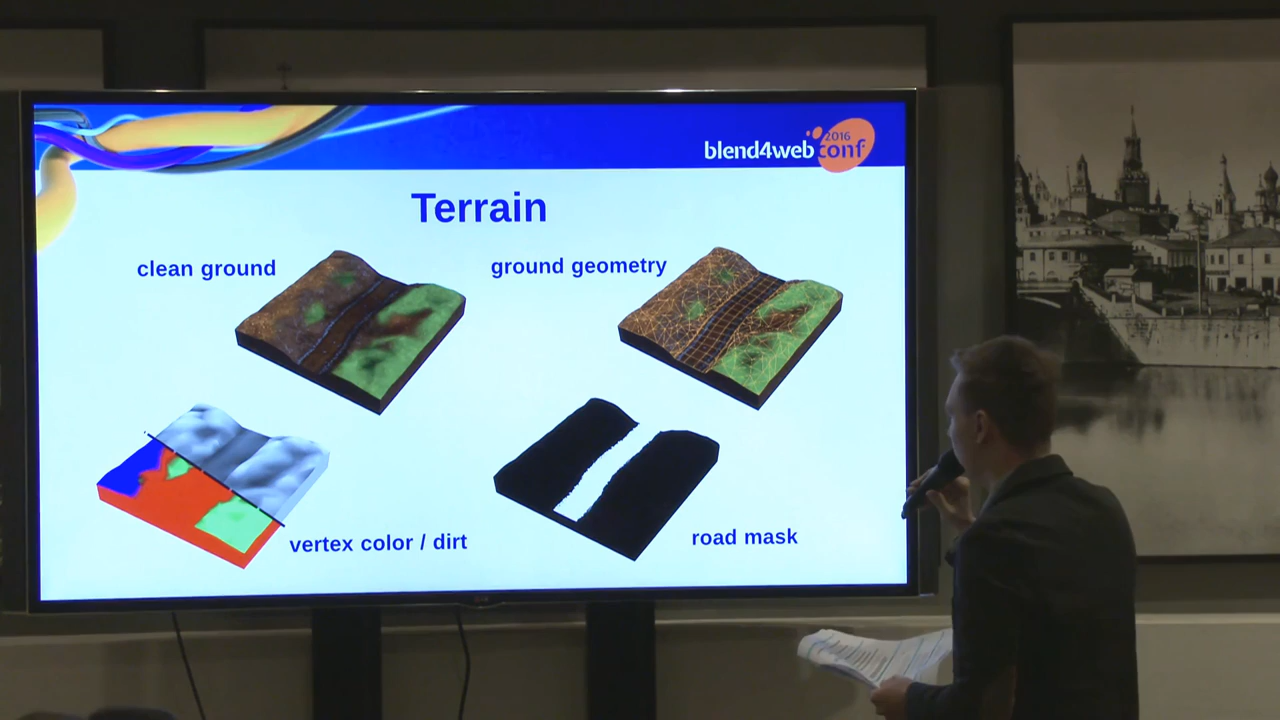 blend4web conf 2016
Terrain
clean ground
ground geometry
vertex color / dirt
road mask